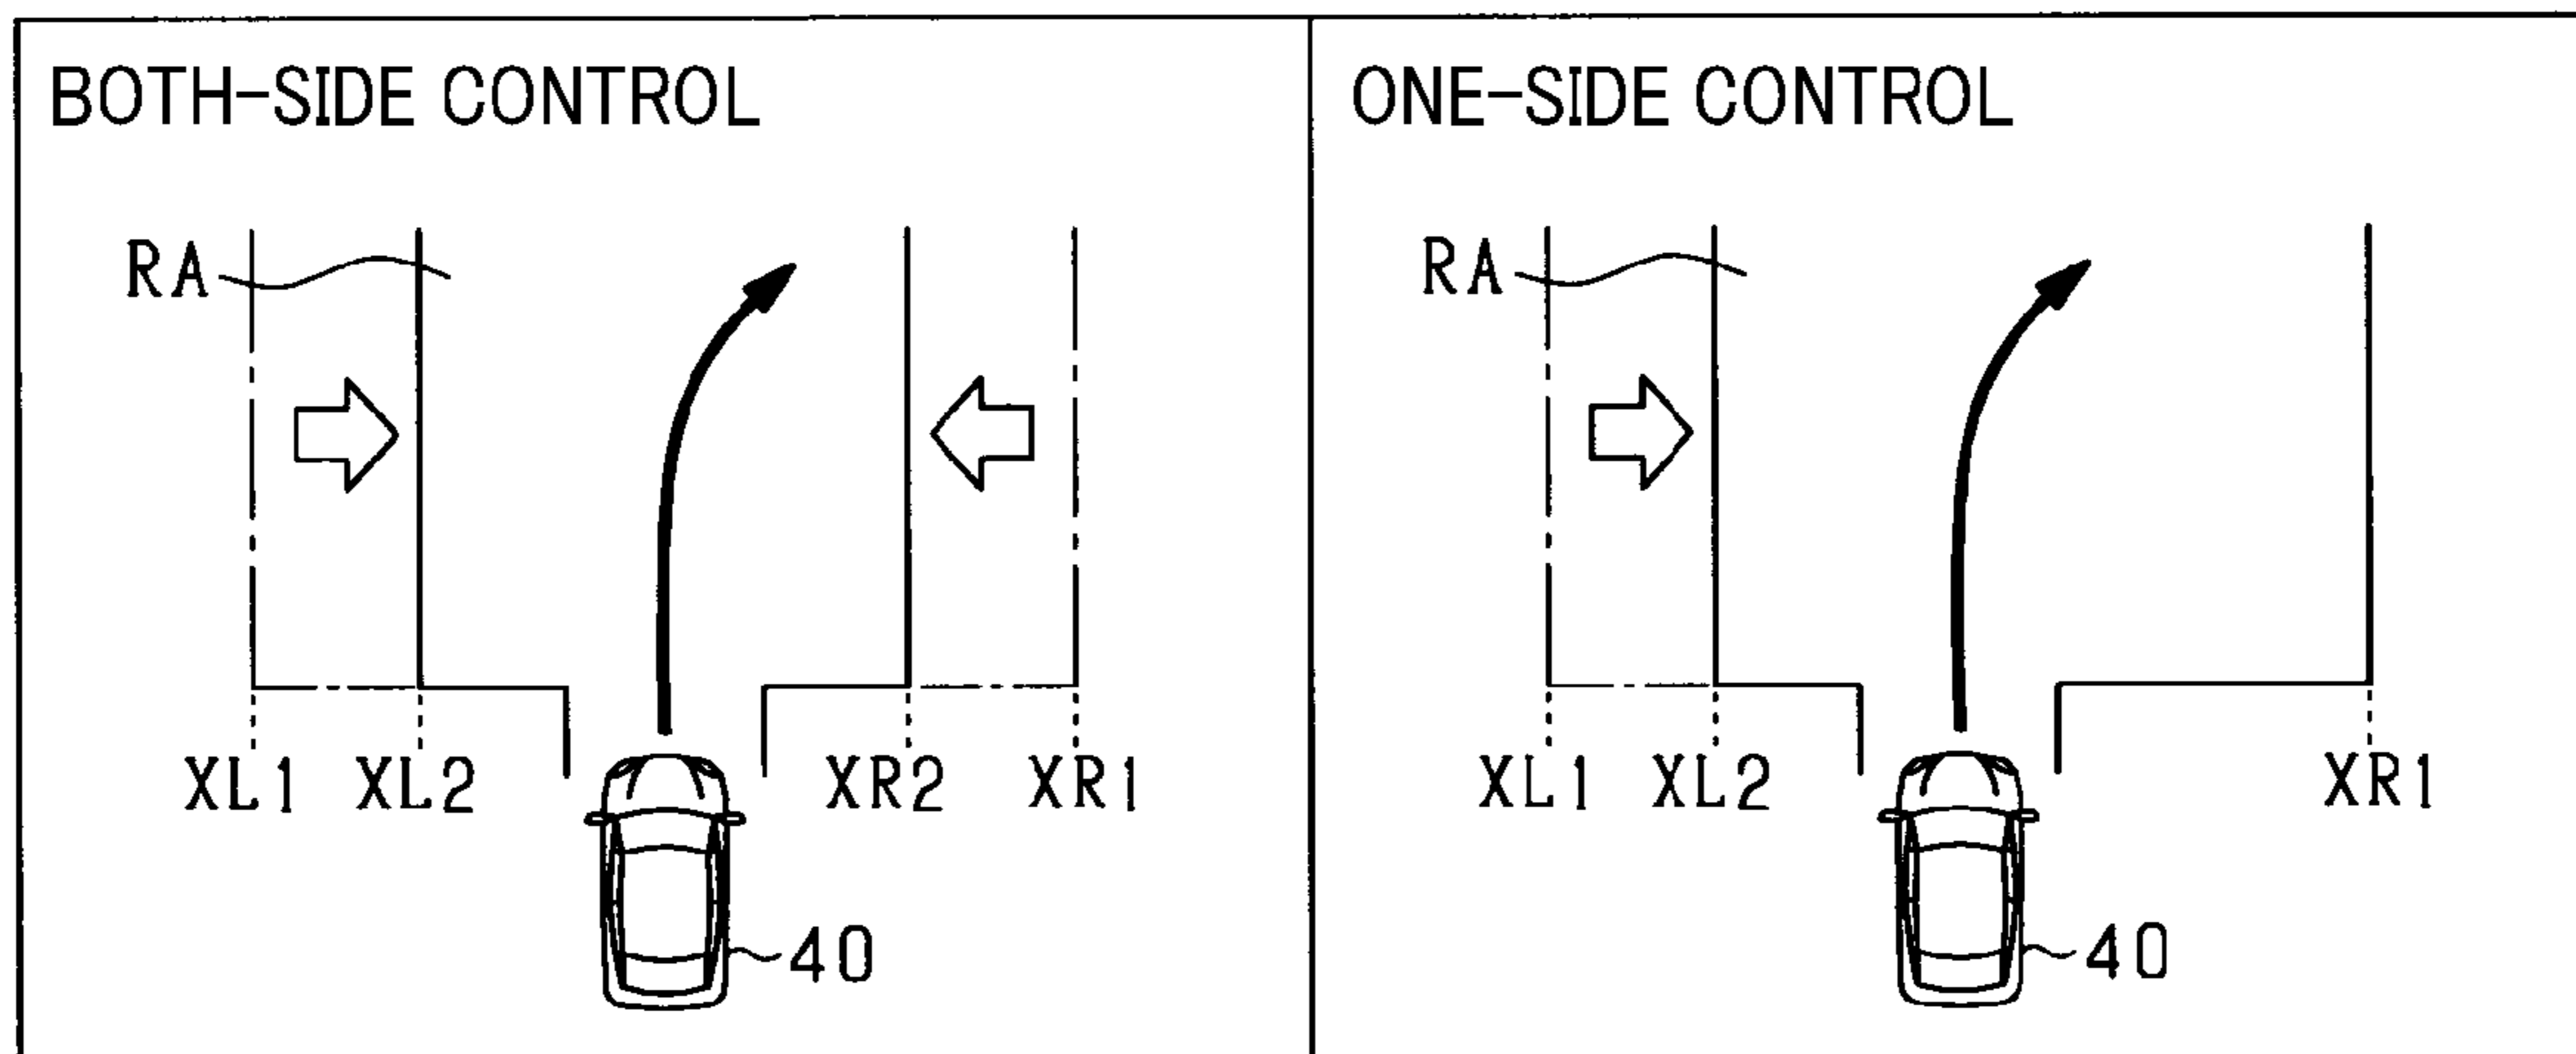 BOTH-SIDE CONTROL
RA
XL1 XL2 XR2 XR1
40
ONE-SIDE CONTROL
RA
XL1 XL2 XR1
40